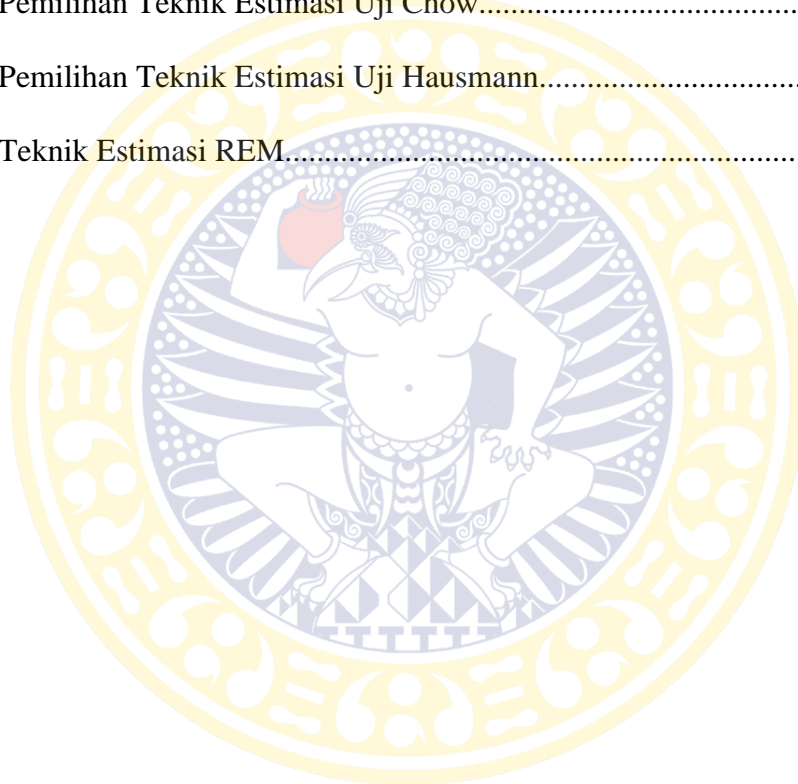 Pemilihan Teknik Estimasi Uji Chow.....................................
Pemilihan Teknik Estimasi Uji Hausmann.................................
Teknik Estimasi REM................................................................